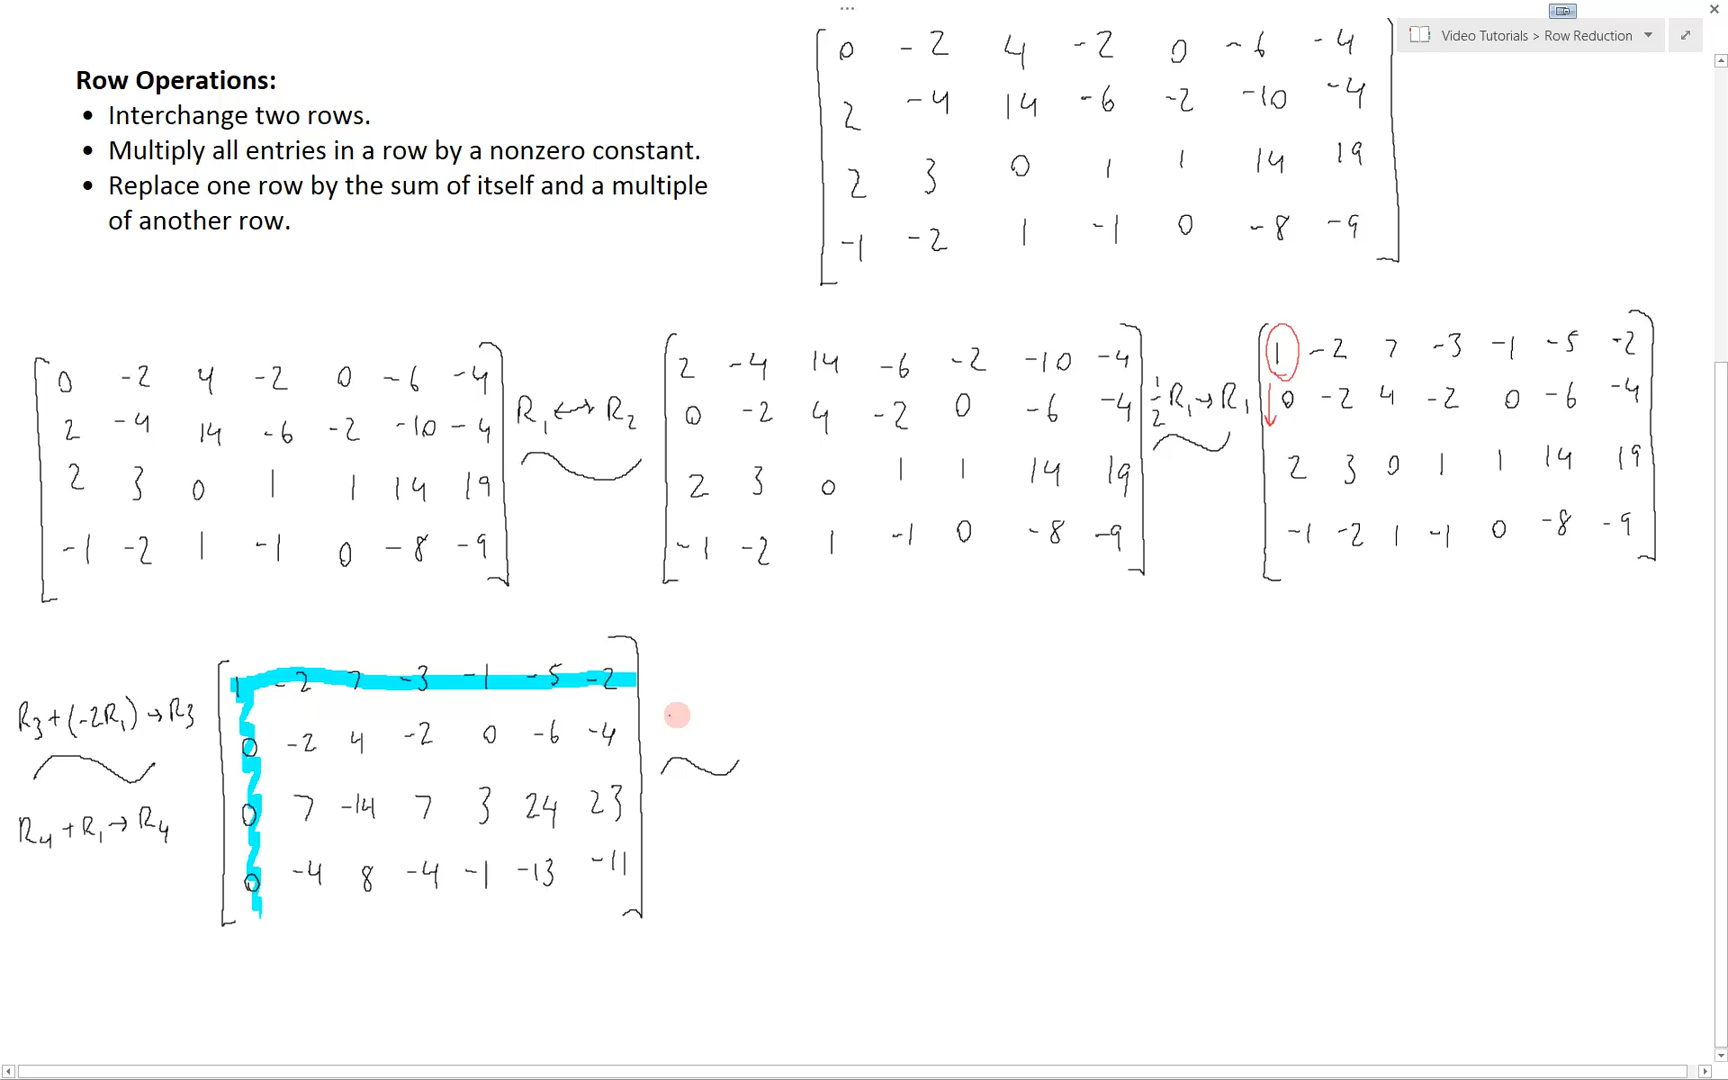 Video Tutorials > Row Reduction
Row Operations:
• Interchange two rows.
• Multiply all entries in a row by a nonzero constant.
• Replace one row by the sum of itself and a multiple
of another row.
0 -2 4 -2 0 -6 -4
2 -4 14 -6 -2 -10 -4
2 3 0 1 1 14 19
-1 -2 1 -1 0 -8 -9
0 -2 4 -2 0 -6 -4
2 -4 14 -6 -2 -10 -4
2 3 0 1 1 14 19
-1 -2 1 -1 0 -8 -9
R₁ ↔ R₂
2 -4 14 -6 -2 -10 -4
0 -2 4 -2 0 -6 -4
2 3 0 1 1 14 19
-1 -2 1 -1 0 -8 -9
½R₁ → R₁
1 -2 7 -3 -1 -5 -2
0 -2 4 -2 0 -6 -4
2 3 0 1 1 14 19
-1 -2 1 -1 0 -8 -9
R₃ + (-2R₁) → R₃
R₄ + R₁ → R₄
1 -2 7 -3 -1 -5 -2
0 -2 4 -2 0 -6 -4
0 7 -14 7 3 24 23
0 -4 8 -4 -1 -13 -11